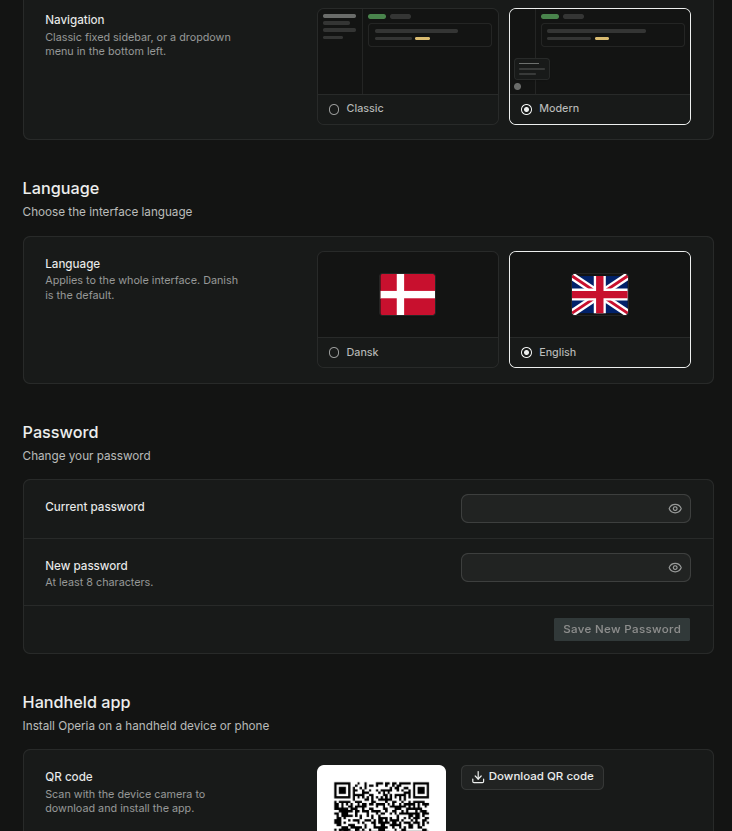 Navigation
Classic fixed sidebar, or a dropdown
menu in the bottom left.
Classic
Modern
Language
Choose the interface language
Language
Applies to the whole interface. Danish
is the default.
Dansk
English
Password
Change your password
Current password
New password
At least 8 characters.
Save New Password
Handheld app
Install Operia on a handheld device or phone
QR code
Scan with the device camera to
download and install the app.
Download QR code